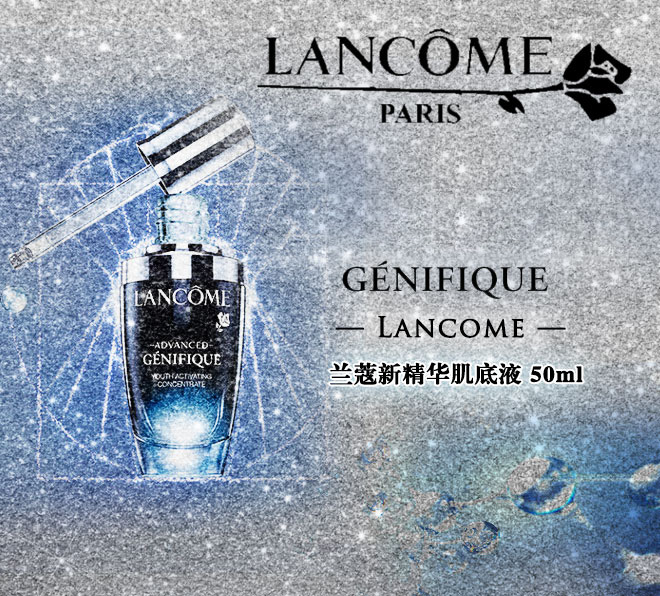 LANCÔME
PARIS
LANCÔME
ADVANCED
GÉNIFIQUE
YOUTH ACTIVATING
CONCENTRATE
GÉNIFIQUE
— LANCOME —
兰蔻新精华肌底液 50ml